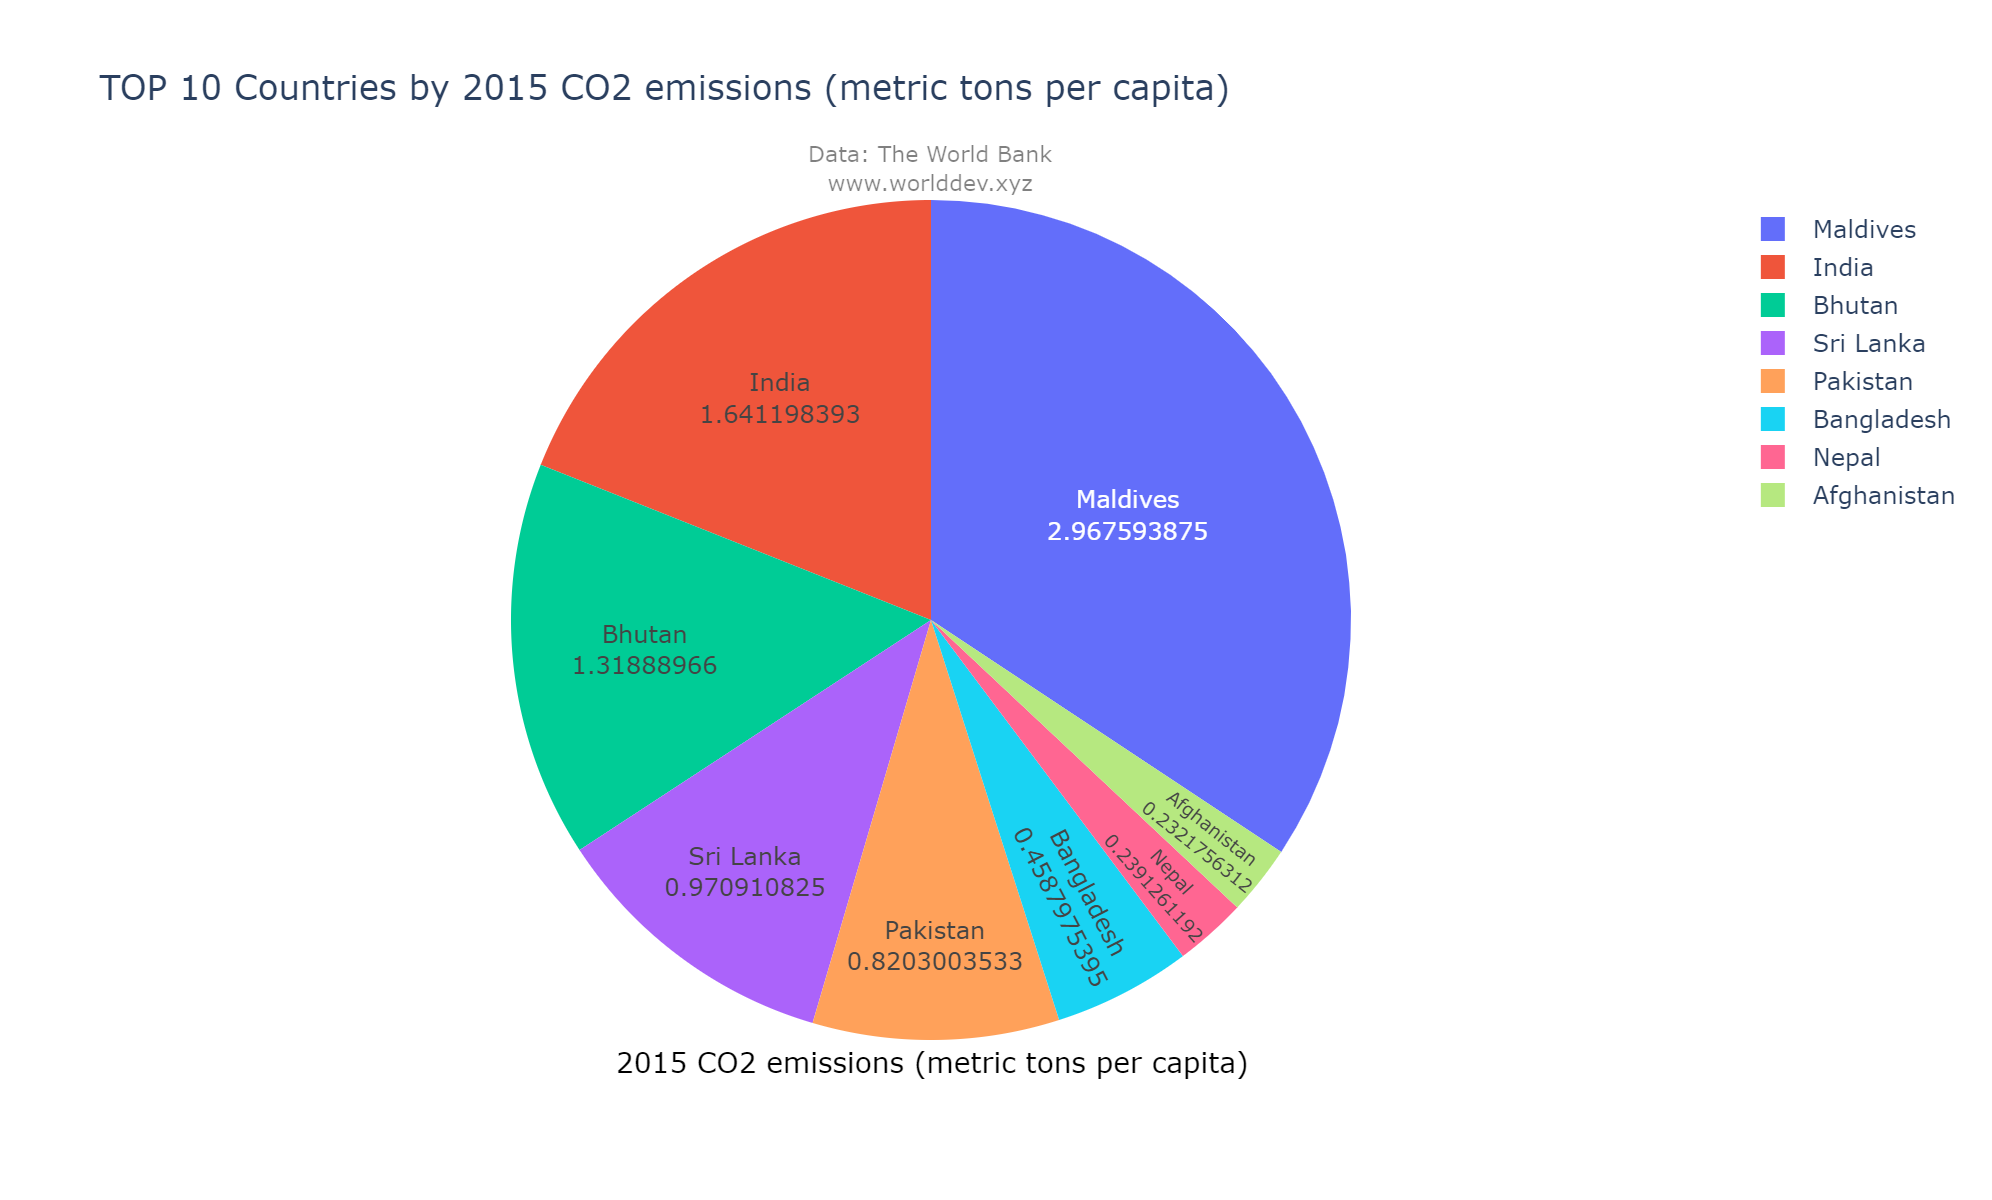 TOP 10 Countries by 2015 CO2 emissions (metric tons per capita)
Data: The World Bank
www.worlddev.xyz
Maldives
India
Bhutan
Sri Lanka
Pakistan
Bangladesh
Nepal
Afghanistan
India
1.641198393
Maldives
2.967593875
Bhutan
1.31888966
Sri Lanka
0.970910825
Pakistan
0.8203003533
Bangladesh
0.4587975395
Nepal
0.2391261192
Afghanistan
0.2321756312
2015 CO2 emissions (metric tons per capita)